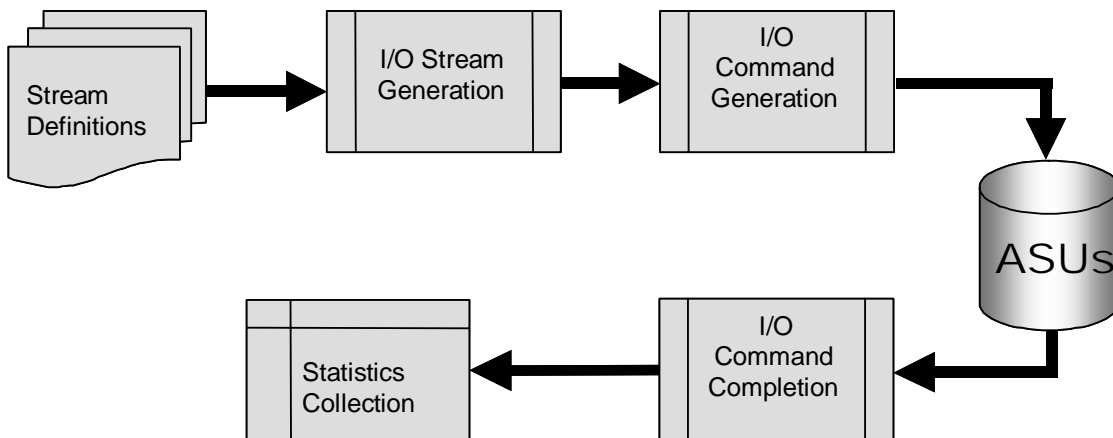 Stream
Definitions
I/O Stream
Generation
I/O
Command
Generation
ASUs
I/O
Command
Completion
Statistics
Collection